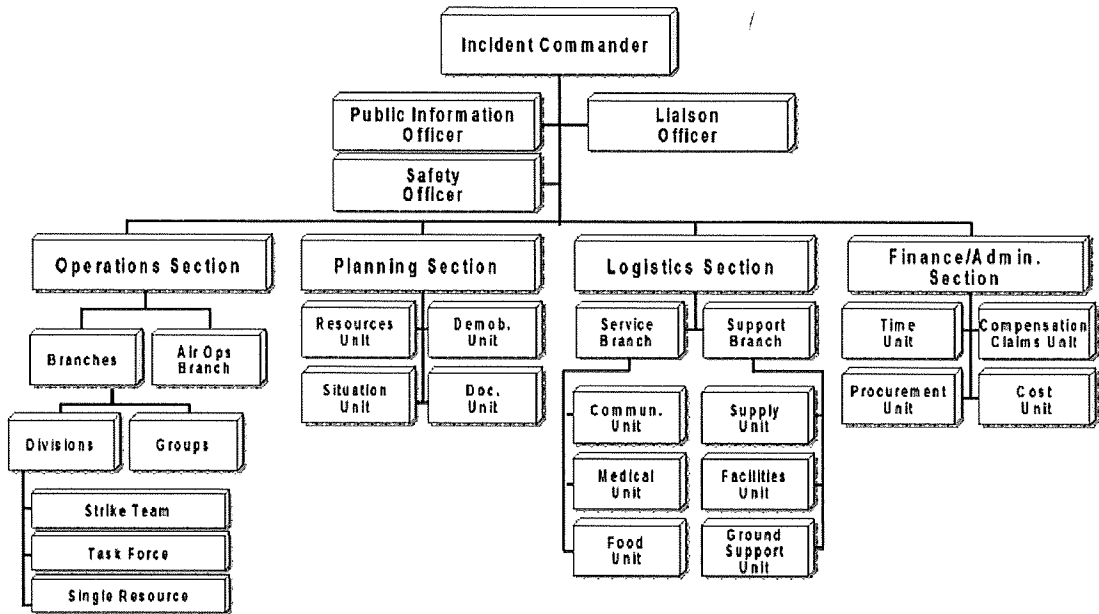 Incident Commander
Public Information
Officer
Liaison
Officer
Safety
Officer
Operations Section
Planning Section
Logistics Section
Finance/Admin.
Section
Branches
Air Ops
Branch
Divisions
Groups
Strike Team
Task Force
Single Resource
Resources
Unit
Demob.
Unit
Situation
Unit
Doc.
Unit
Service
Branch
Support
Branch
Commun.
Unit
Supply
Unit
Medical
Unit
Facilities
Unit
Food
Unit
Ground
Support
Unit
Time
Unit
Compensation
Claims Unit
Procurement
Unit
Cost
Unit